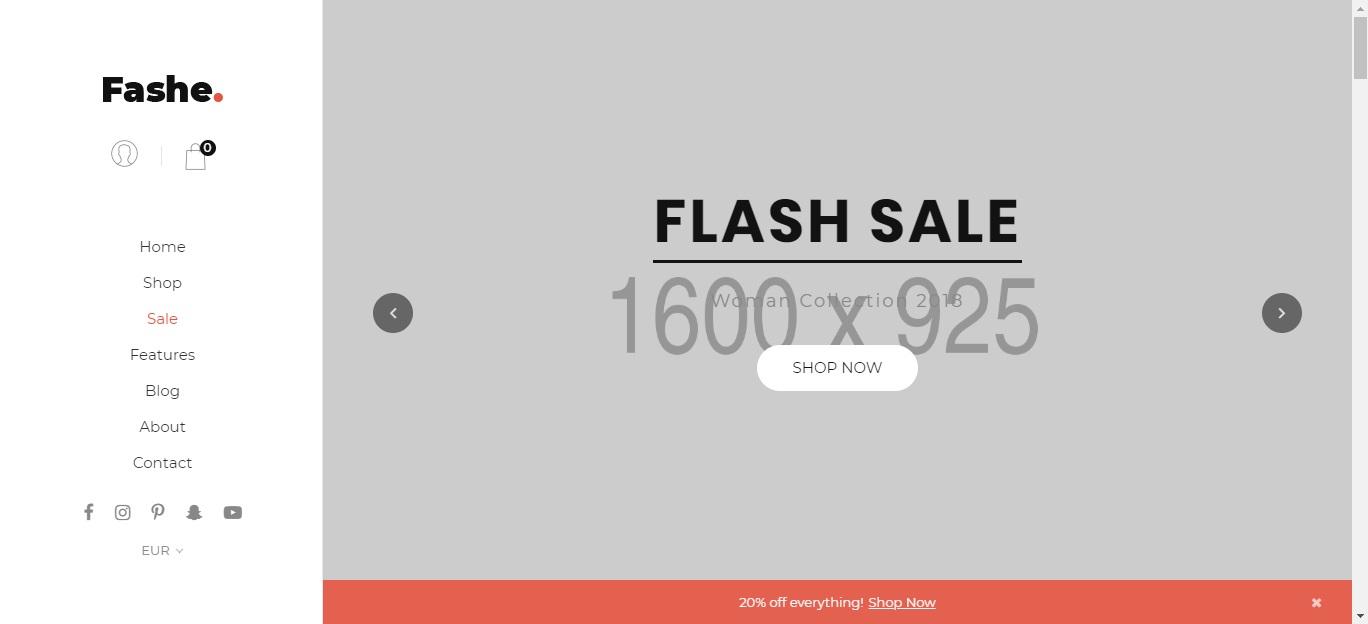 Fashe.
0
Home
Shop
Sale
Features
Blog
About
Contact
EUR
FLASH SALE
Woman Collection 2018
1600 x 925
SHOP NOW
20% off everything! Shop Now